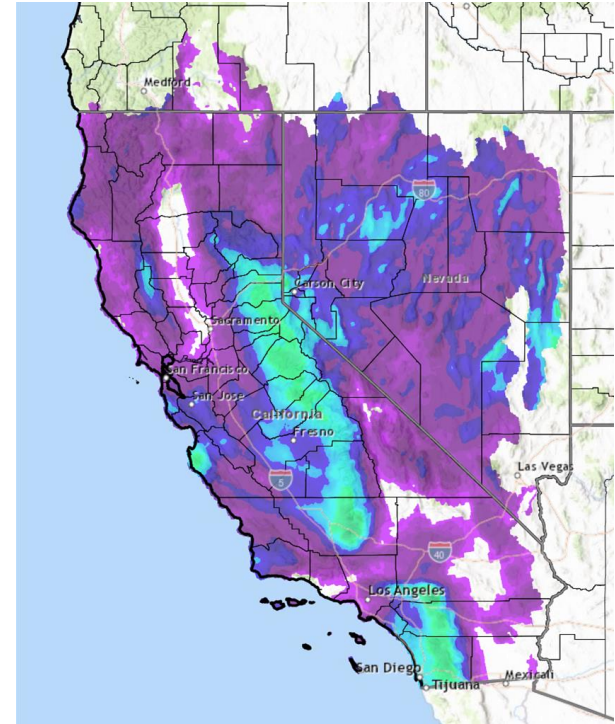 Medford
80
Carson City
Nevada
Sacramento
San Francisco
San Jose
California
Fresno
5
Las Vegas
40
Los Angeles
San Diego
Tijuana
Mexicali